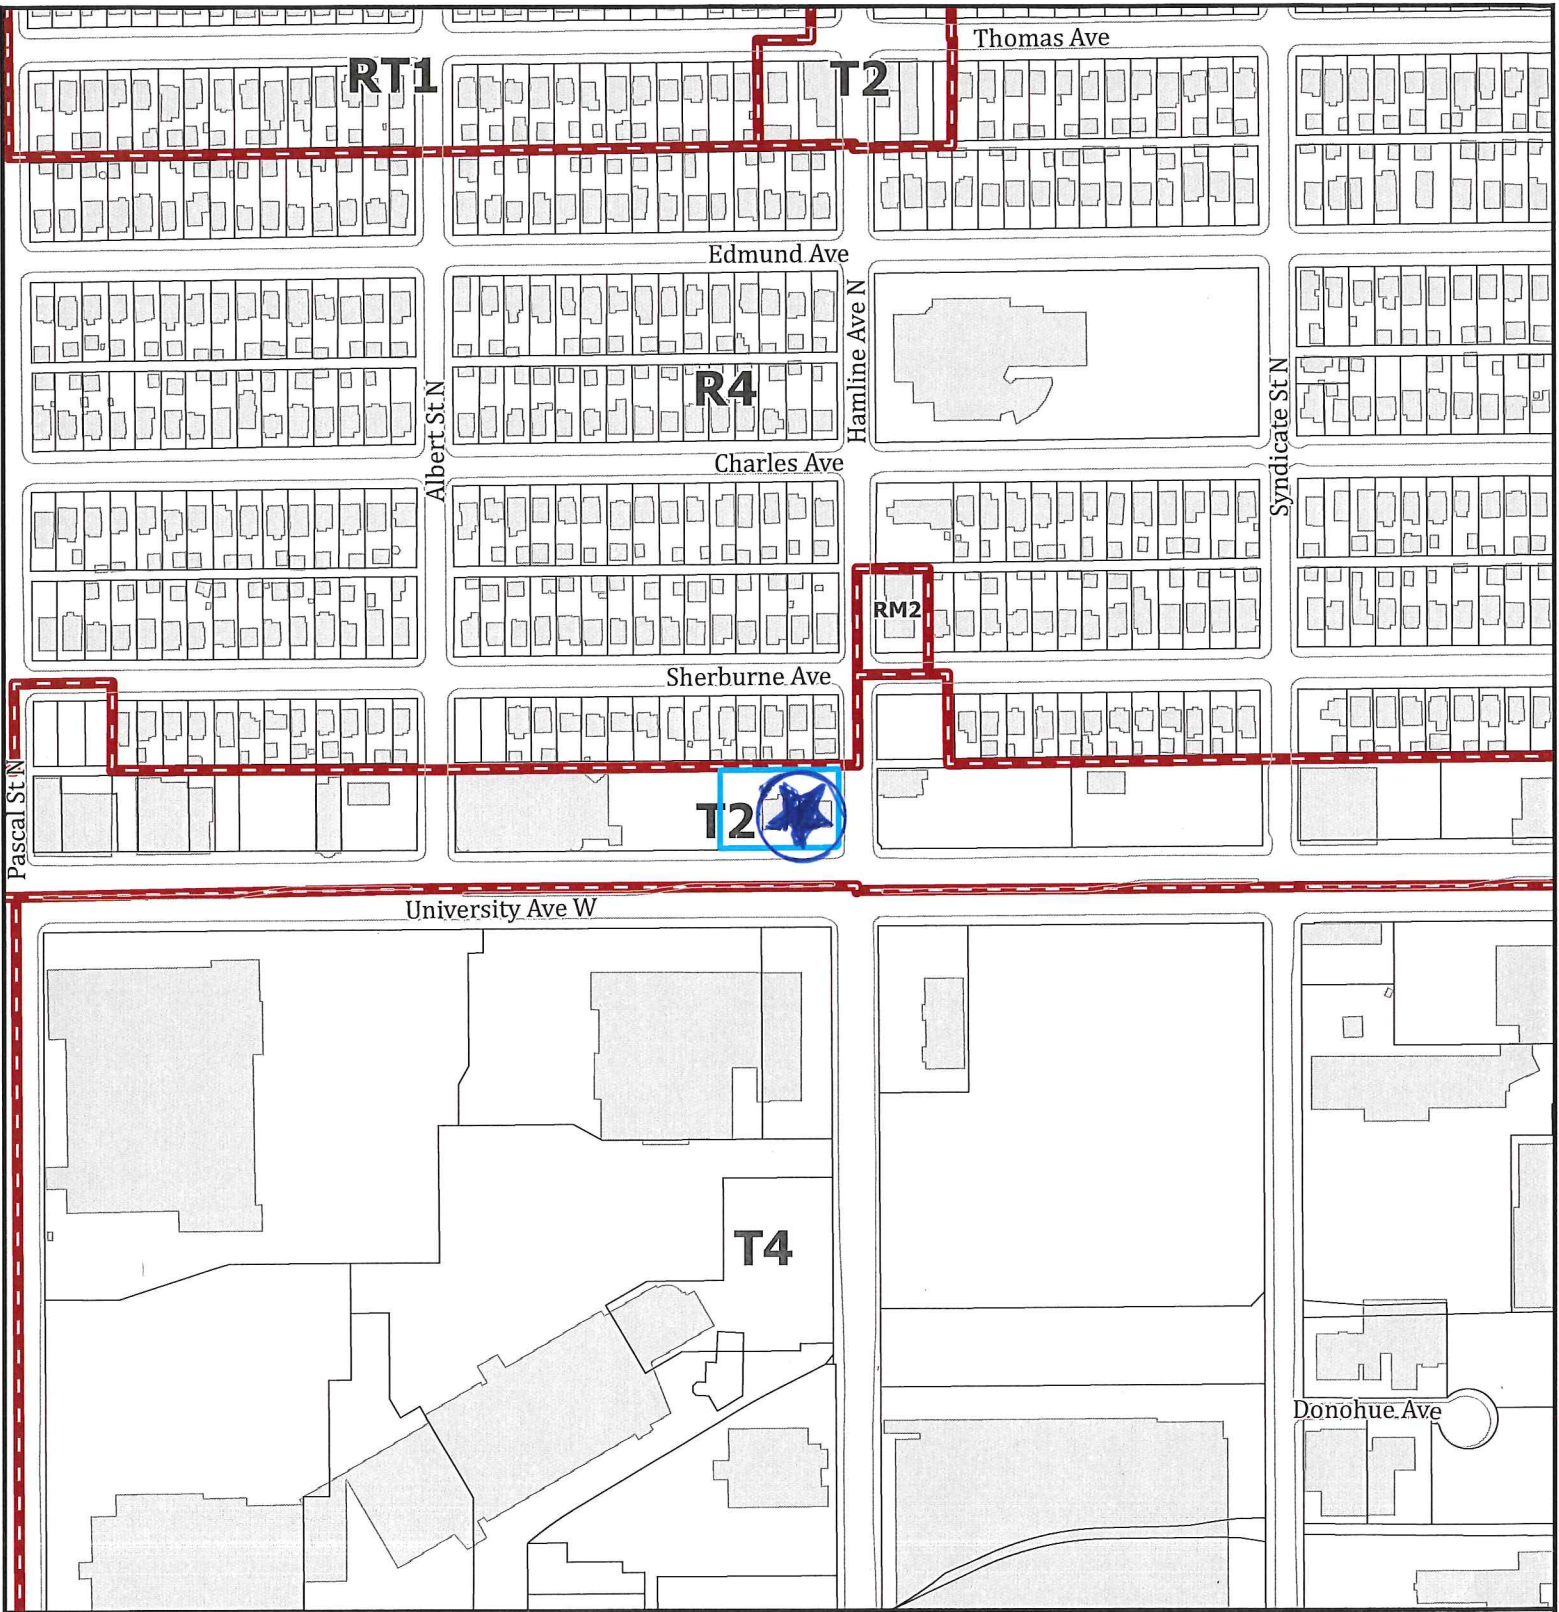 Thomas Ave
RT1
T2
Edmund Ave
Hamline Ave N
R4
Albert St N
Syndicate St N
Charles Ave
RM2
Sherburne Ave
Pascal St N
T2
University Ave W
T4
Donohue Ave